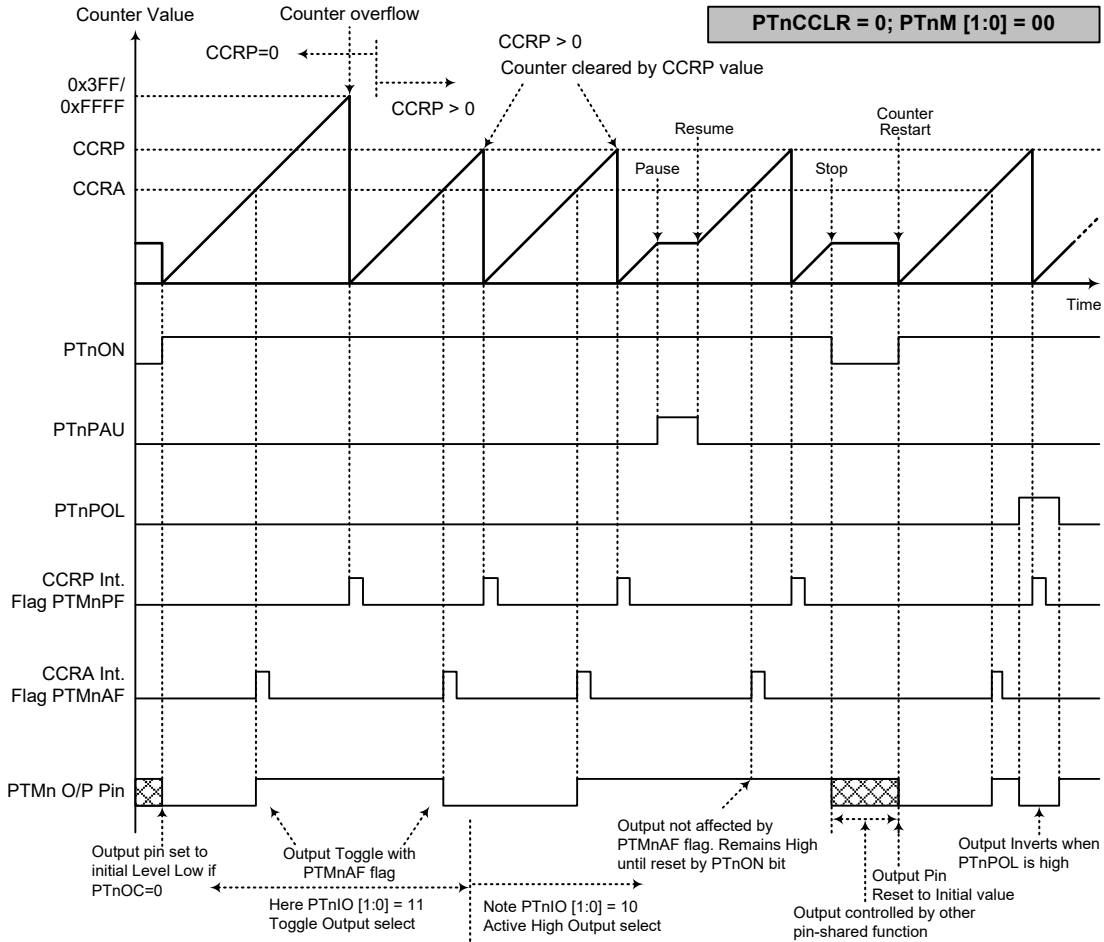 Counter Value
Counter overflow
PTnCCLR = 0; PTnM [1:0] = 00
CCRP=0
CCRP > 0
CCRP > 0
Counter cleared by CCRP value
0x3FF/
0xFFFF
CCRP
CCRA
Pause
Resume
Stop
Counter
Restart
Time
PTnON
PTnPAU
PTnPOL
CCRP Int.
Flag PTMnPF
CCRA Int.
Flag PTMnAF
PTMn O/P Pin
Output pin set to
initial Level Low if
PTnOC=0
Output Toggle with
PTMnAF flag
Here PTnIO [1:0] = 11
Toggle Output select
Note PTnIO [1:0] = 10
Active High Output select
Output not affected by
PTMnAF flag. Remains High
until reset by PTnON bit
Output Pin
Reset to Initial value
Output controlled by other
pin-shared function
Output Inverts when
PTnPOL is high